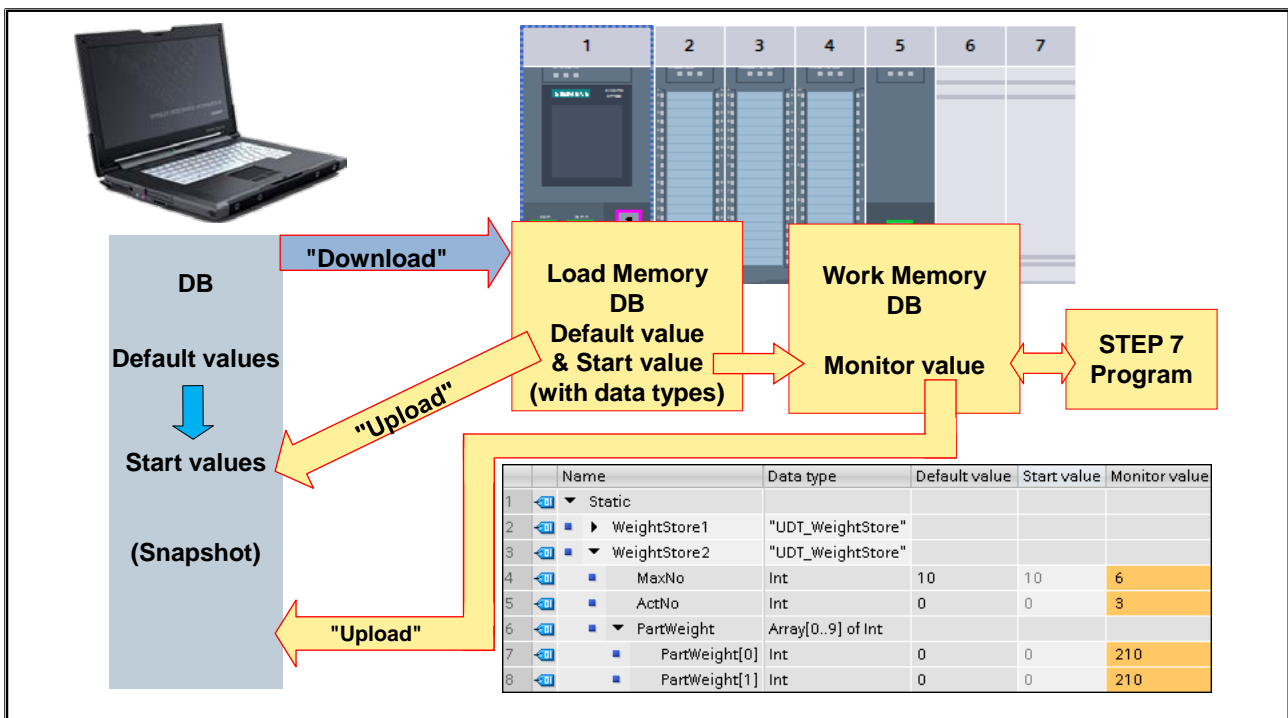 1 2 3 4 5 6 7
SIEMENS
"Download"
DB
Default values
Start values
(Snapshot)
Load Memory
DB
Default value
& Start value
(with data types)
Work Memory
DB
Monitor value
STEP 7
Program
"Upload"
"Upload"
Name Data type Default value Start value Monitor value
1 Static
2 WeightStore1 "UDT_WeightStore"
3 WeightStore2 "UDT_WeightStore"
4 MaxNo Int 10 10 6
5 ActNo Int 0 0 3
6 PartWeight Array[0..9] of Int
7 PartWeight[0] Int 0 0 210
8 PartWeight[1] Int 0 0 210